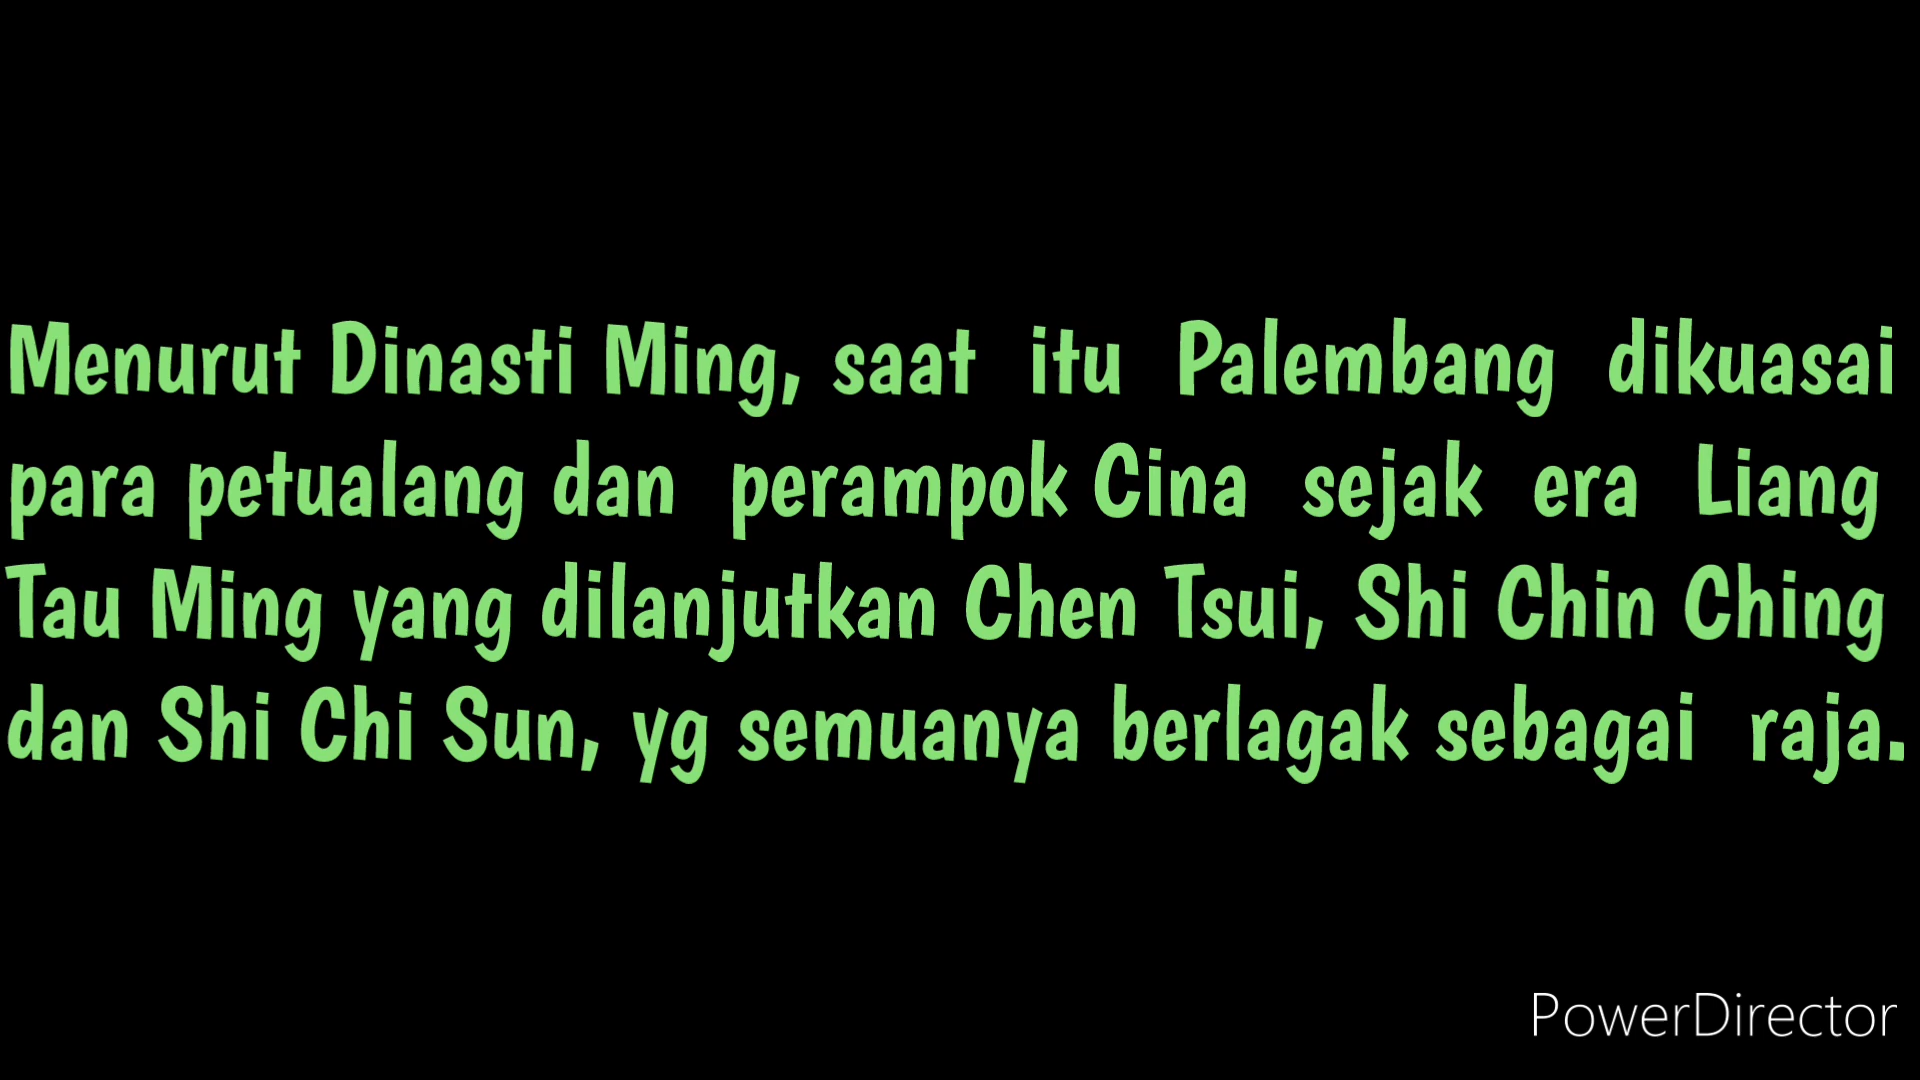 Menurut Dinasti Ming, saat itu Palembang dikuasai
para petualang dan perampok Cina sejak era Liang
Tau Ming yang dilanjutkan Chen Tsui, Shi Chin Ching
dan Shi Chi Sun, yg semuanya berlagak sebagai raja.
PowerDirector